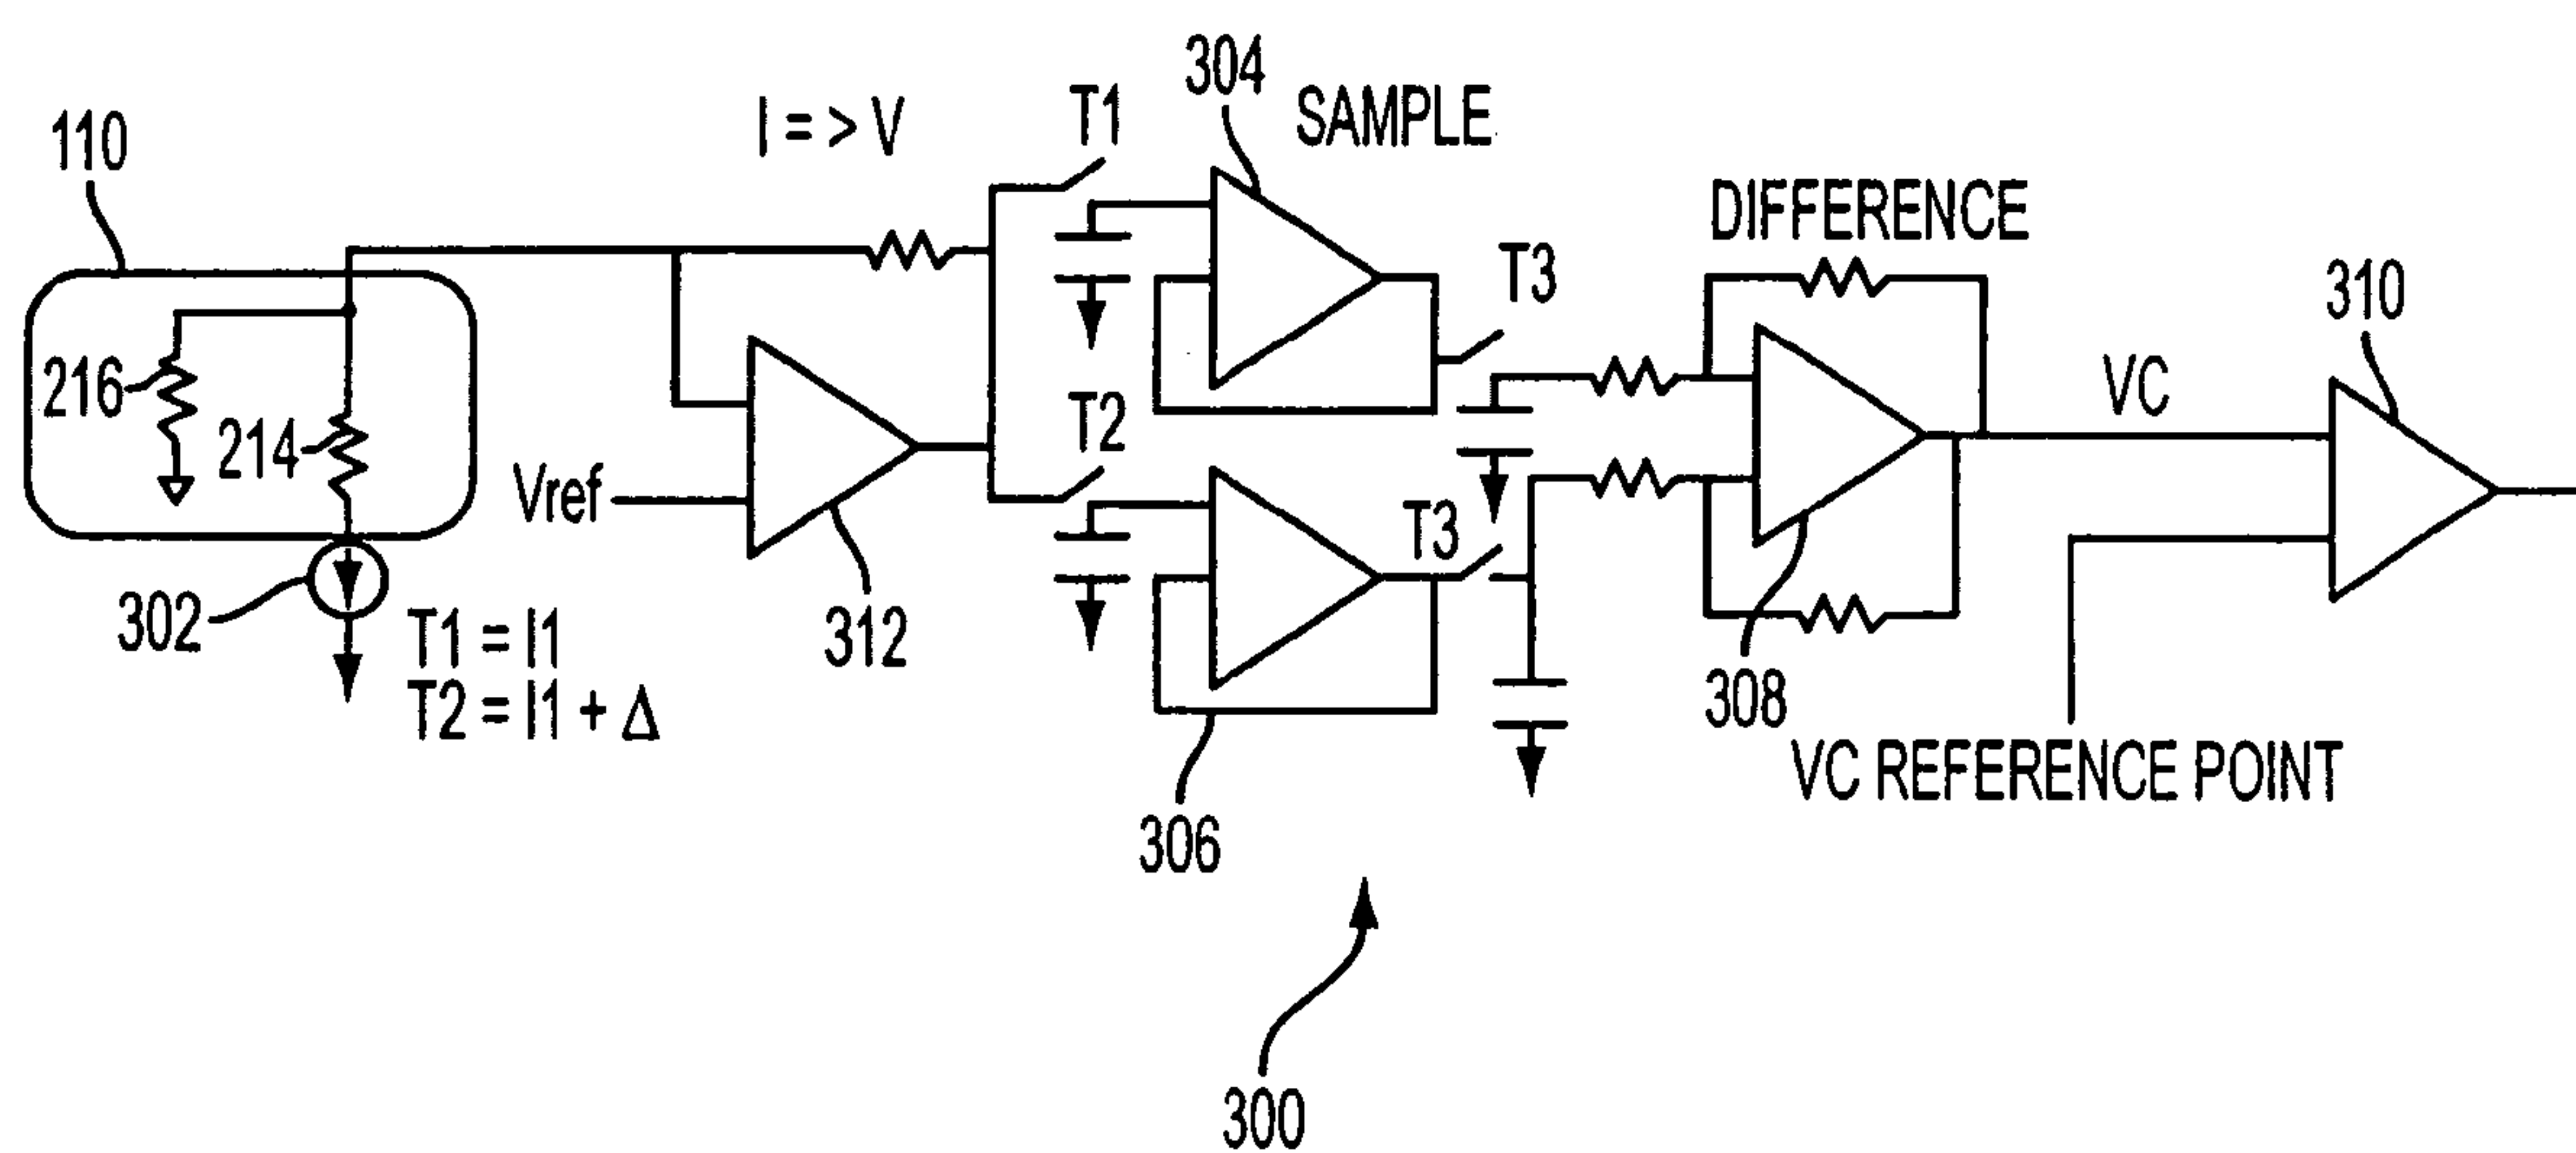 304
SAMPLE
T1
I = > V
110
DIFFERENCE
T3
310
216
214
VC
T2
Vref
T3
302
T1 = I1
T2 = I1 + Δ
312
308
VC REFERENCE POINT
306
300